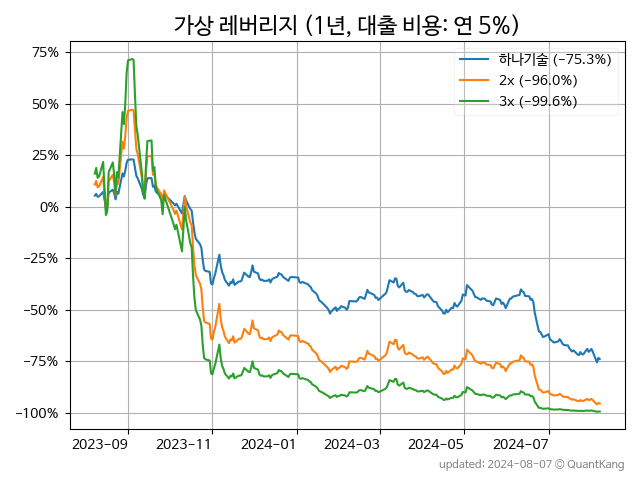 가상 레버리지 (1년, 대출 비용: 연 5%)
75%
50%
25%
0%
−25%
−50%
−75%
−100%
하나기술 (−75.3%)
2x (−96.0%)
3x (−99.6%)
2023-09
2023-11
2024-01
2024-03
2024-05
2024-07
updated: 2024-08-07 © QuantKang